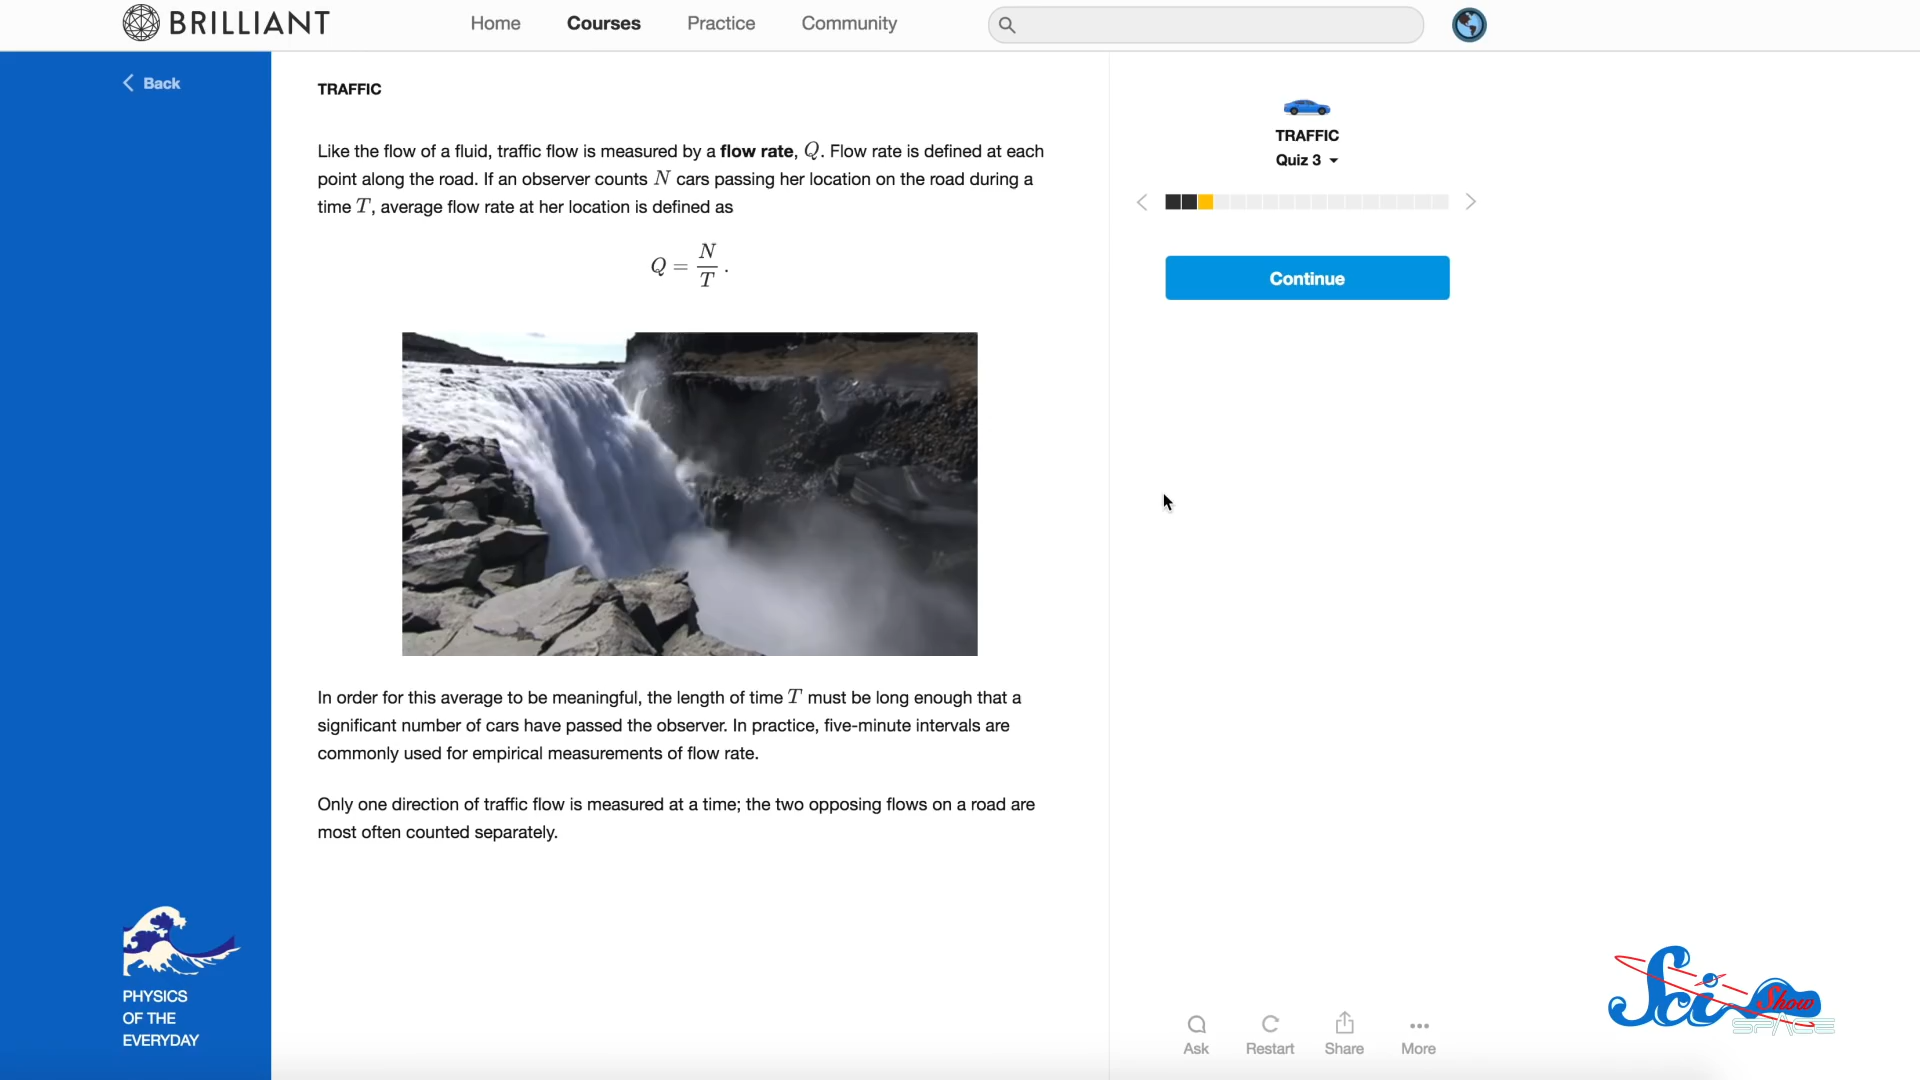 BRILLIANT
Home Courses Practice Community
Back
TRAFFIC
Like the flow of a fluid, traffic flow is measured by a flow rate, Q. Flow rate is defined at each
point along the road. If an observer counts N cars passing her location on the road during a
time T, average flow rate at her location is defined as
Q = N/T .
In order for this average to be meaningful, the length of time T must be long enough that a
significant number of cars have passed the observer. In practice, five-minute intervals are
commonly used for empirical measurements of flow rate.
Only one direction of traffic flow is measured at a time; the two opposing flows on a road are
most often counted separately.
TRAFFIC
Quiz 3
Continue
PHYSICS
OF THE
EVERYDAY
Ask Restart Share More
Sci Show
SPACE